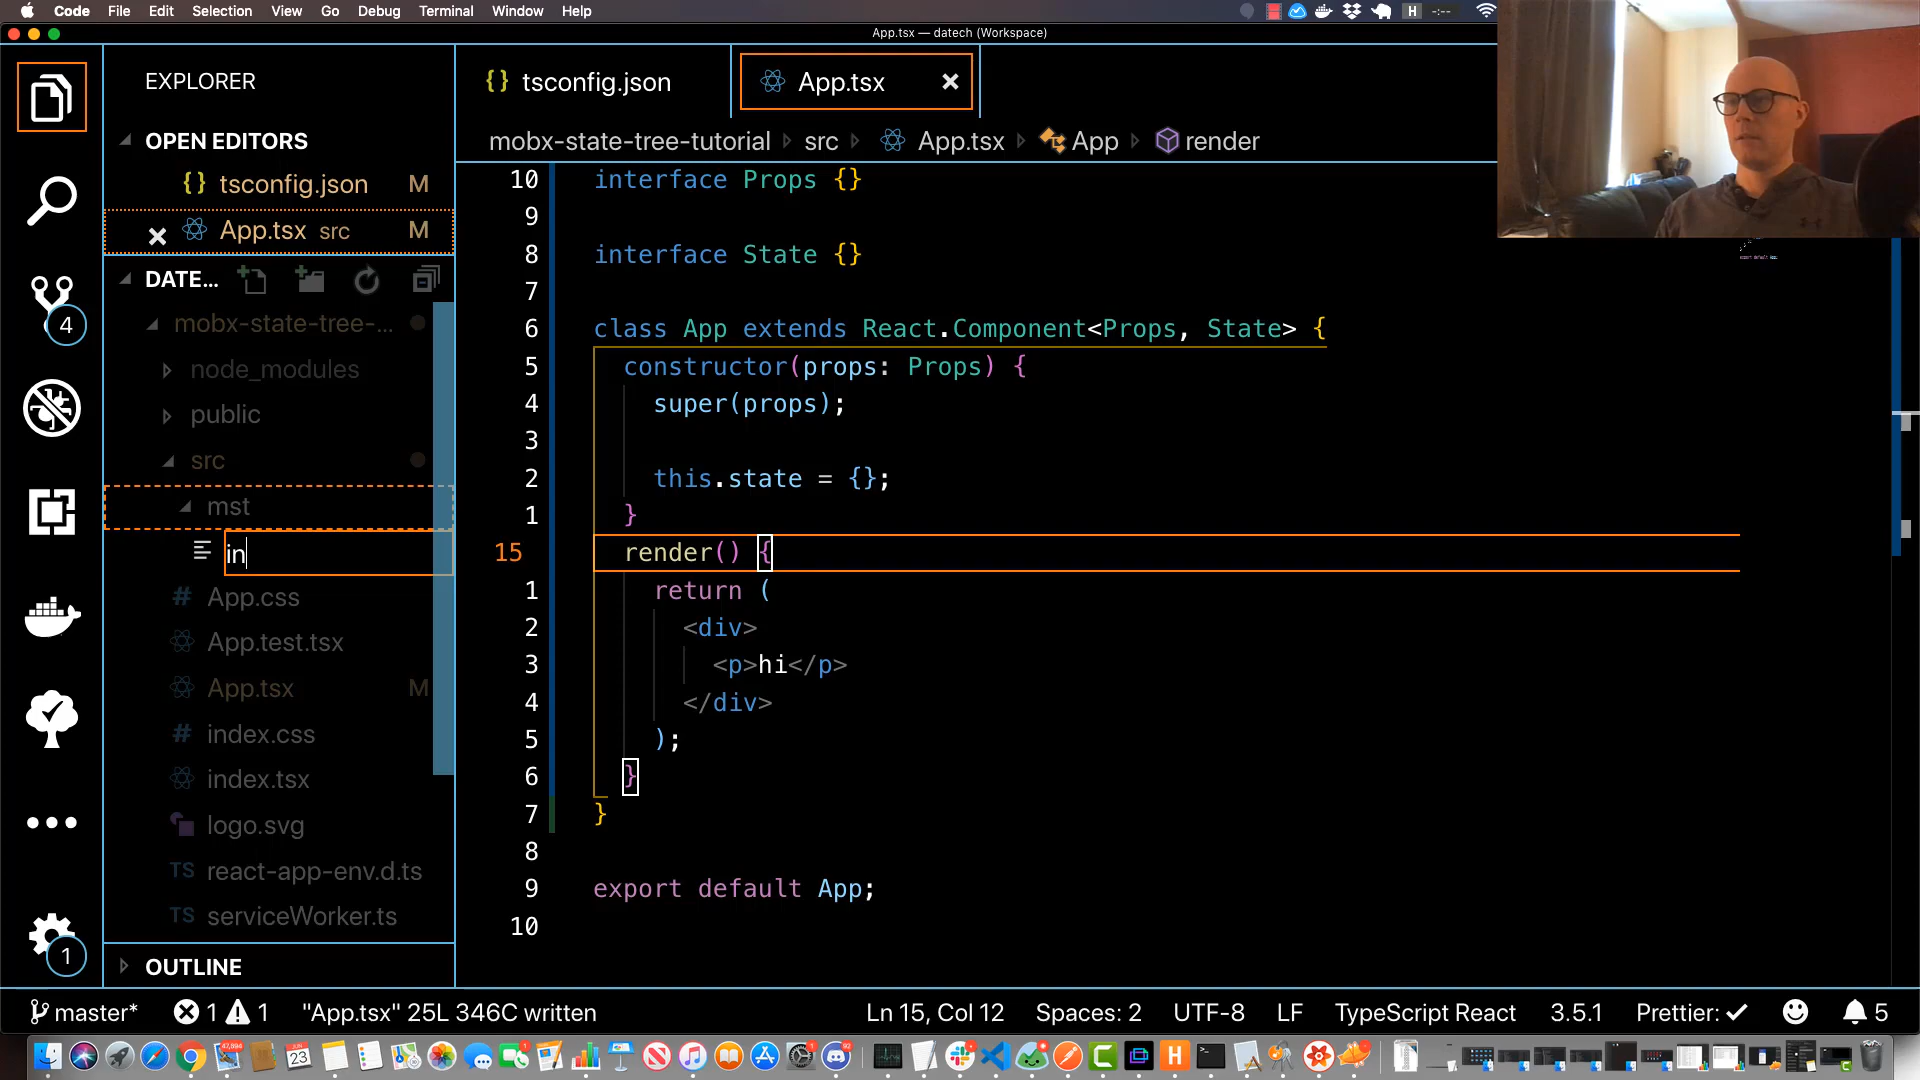 Code File Edit Selection View Go Debug Terminal Window Help
App.tsx — datech (Workspace)
EXPLORER
{} tsconfig.json
App.tsx
OPEN EDITORS
{} tsconfig.json M
App.tsx src M
mobx-state-tree-tutorial src App.tsx App render
DATE...
mobx-state-tree-...
node_modules
public
src
mst
in
# App.css
App.test.tsx
App.tsx M
# index.css
index.tsx
logo.svg
TS react-app-env.d.ts
TS serviceWorker.ts
OUTLINE
4
1
10 interface Props {}
9
8 interface State {}
7
6 class App extends React.Component<Props, State> {
5 constructor(props: Props) {
4 super(props);
3
2 this.state = {};
1 }
15 render() {
1 return (
2 <div>
3 <p>hi</p>
4 </div>
5 );
6 }
7 }
8
9 export default App;
10
master* 1 1 "App.tsx" 25L 346C written Ln 15, Col 12 Spaces: 2 UTF-8 LF TypeScript React 3.5.1 Prettier: 5